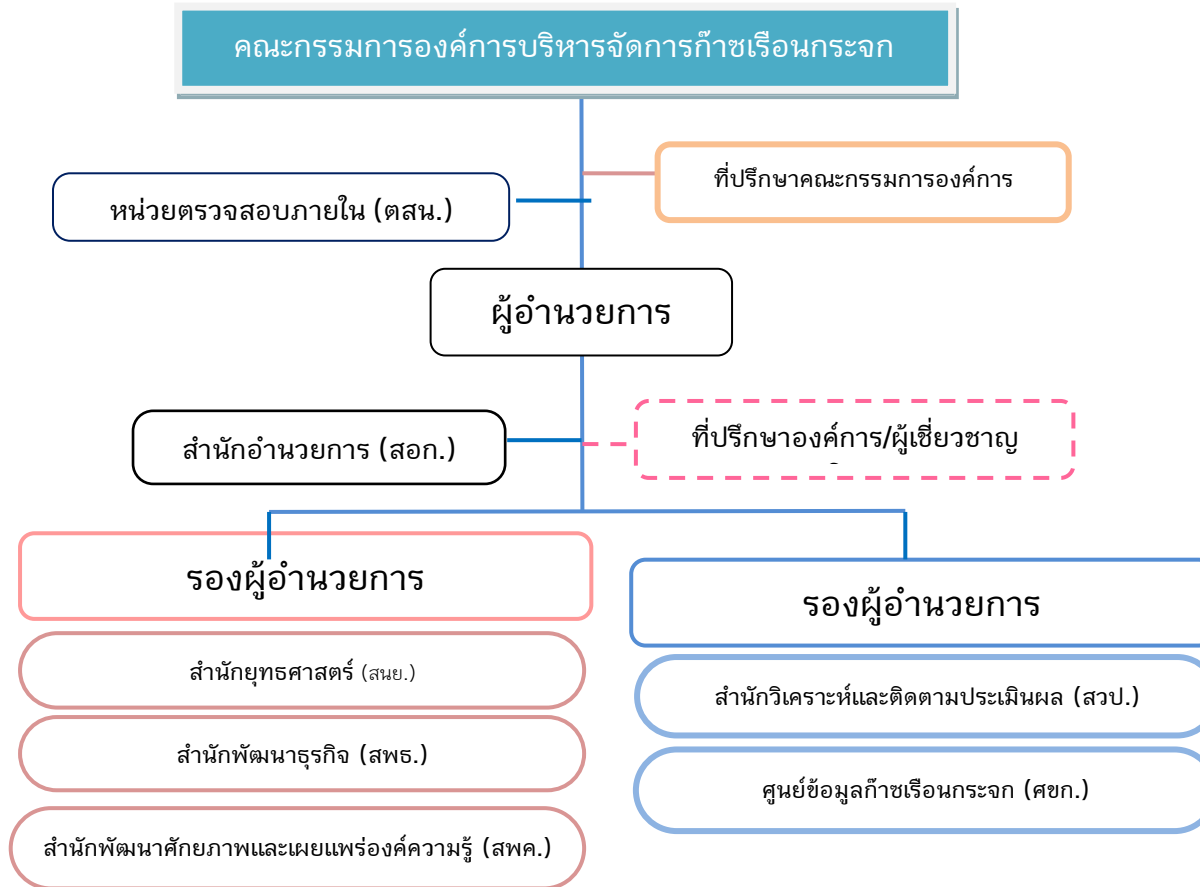 คณะกรรมการองค์การบริหารจัดการก๊าซเรือนกระจก
ที่ปรึกษาคณะกรรมการองค์การ
หน่วยตรวจสอบภายใน (ตสน.)
ผู้อำนวยการ
สำนักอำนวยการ (สอก.)
ที่ปรึกษาองค์การ/ผู้เชี่ยวชาญ
รองผู้อำนวยการ
สำนักยุทธศาสตร์ (สนย.)
สำนักพัฒนาธุรกิจ (สพธ.)
สำนักพัฒนาศักยภาพและเผยแพร่องค์ความรู้ (สพค.)
รองผู้อำนวยการ
สำนักวิเคราะห์และติดตามประเมินผล (สวป.)
ศูนย์ข้อมูลก๊าซเรือนกระจก (ศขก.)